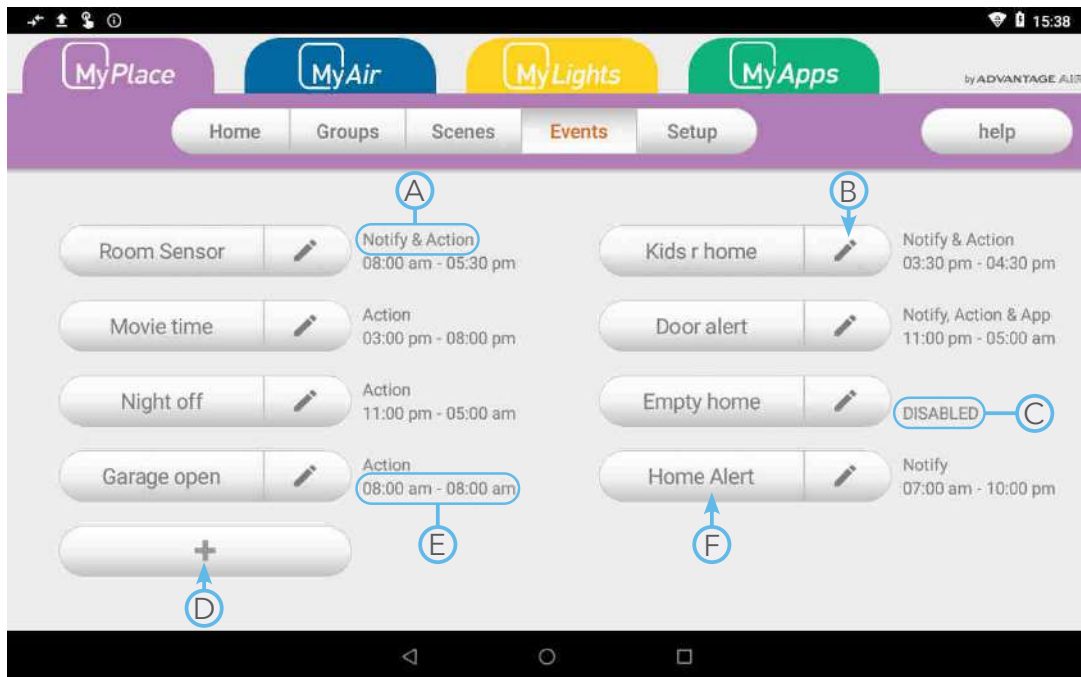 15:38
MyPlace
MyAir
MyLights
MyApps
by ADVANTAGE AIR
Home
Groups
Scenes
Events
Setup
help
A
B
Room Sensor
Notify & Action
08:00 am - 05:30 pm
Kids r home
Notify & Action
03:30 pm - 04:30 pm
Movie time
Action
03:00 pm - 08:00 pm
Door alert
Notify, Action & App
11:00 pm - 05:00 am
Night off
Action
11:00 pm - 05:00 am
Empty home
DISABLED
C
Garage open
Action
08:00 am - 08:00 am
Home Alert
Notify
07:00 am - 10:00 pm
+
E
F
D